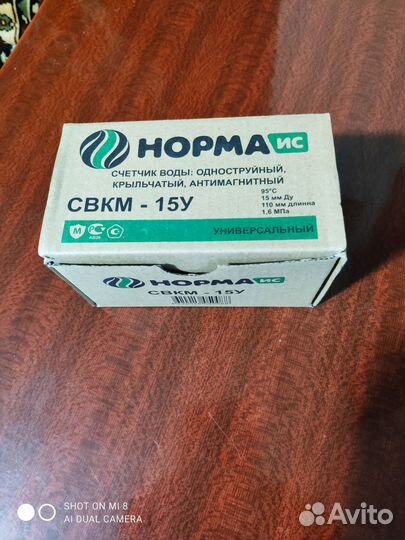 НОРМА ИС
СЧЕТЧИК ВОДЫ: ОДНОСТРУЙНЫЙ,
КРЫЛЬЧАТЫЙ, АНТИМАГНИТНЫЙ
СВКМ - 15У
95°С
15 мм Ду
110 мм длинна
1,6 МПа
М
УНИВЕРСАЛЬНЫЙ
НОРМА ИС
СВКМ - 15У
SHOT ON MI 8
AI DUAL CAMERA
Avito